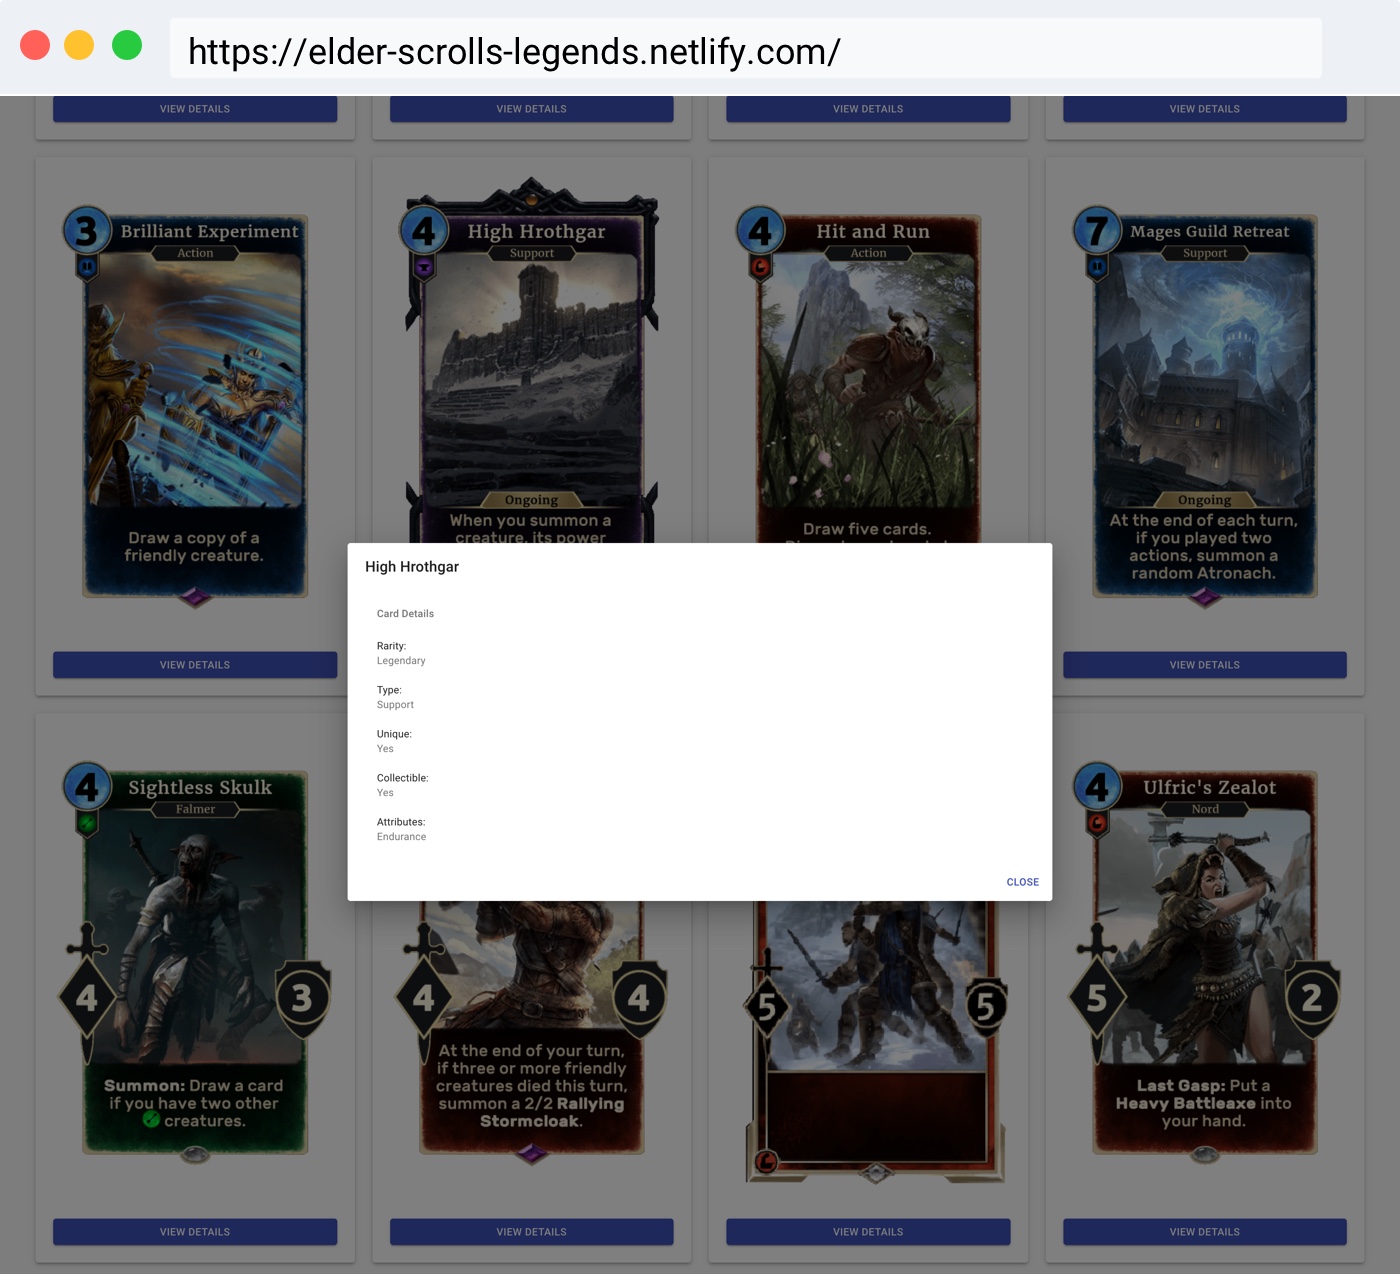 https://elder-scrolls-legends.netlify.com/
VIEW DETAILS
VIEW DETAILS
VIEW DETAILS
VIEW DETAILS
3
Brilliant Experiment
Action
Draw a copy of a
friendly creature.
VIEW DETAILS
4
High Hrothgar
Support
Ongoing
When you summon a
creature, its power
4
Hit and Run
Action
Draw five cards.
7
Mages Guild Retreat
Support
Ongoing
At the end of each turn,
if you played two
actions, summon a
random Atronach.
VIEW DETAILS
High Hrothgar
Card Details
Rarity:
Legendary
Type:
Support
Unique:
Yes
Collectible:
Yes
Attributes:
Endurance
CLOSE
4
Sightless Skulk
Falmer
4
3
Summon: Draw a card
if you have two other
creatures.
VIEW DETAILS
4
4
At the end of your turn,
if three or more friendly
creatures died this turn,
summon a 2/2 Rallying
Stormcloak.
VIEW DETAILS
5
5
VIEW DETAILS
4
Ulfric's Zealot
Nord
5
2
Last Gasp: Put a
Heavy Battleaxe into
your hand.
VIEW DETAILS